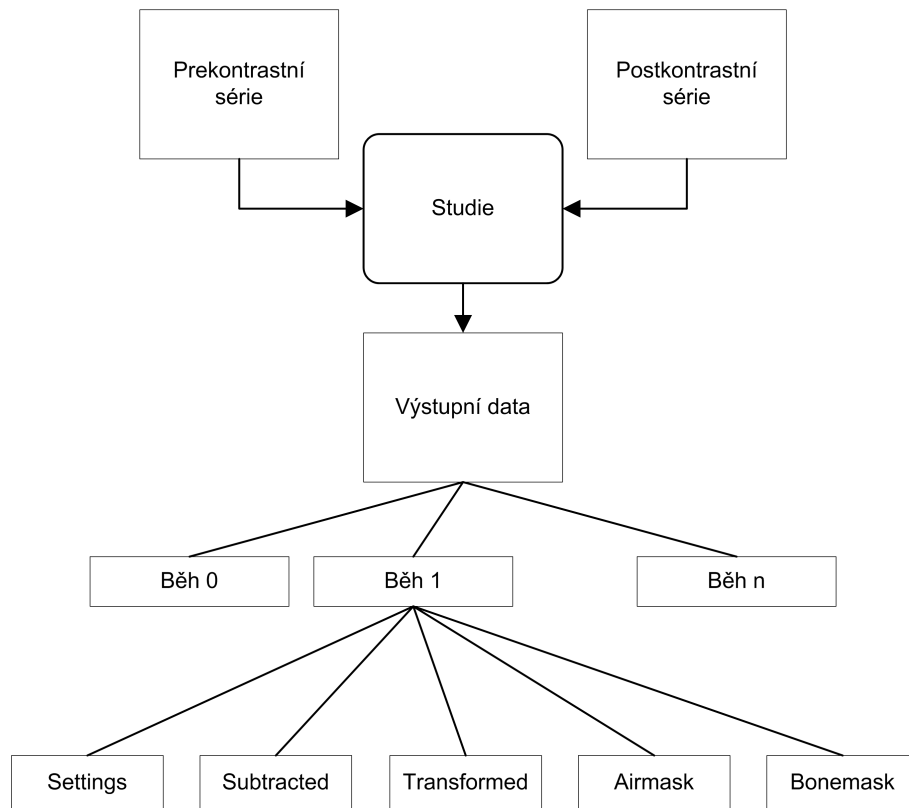 Prekontrastní
série
Postkontrastní
série
Studie
Výstupní data
Běh 0
Běh 1
Běh n
Settings
Subtracted
Transformed
Airmask
Bonemask